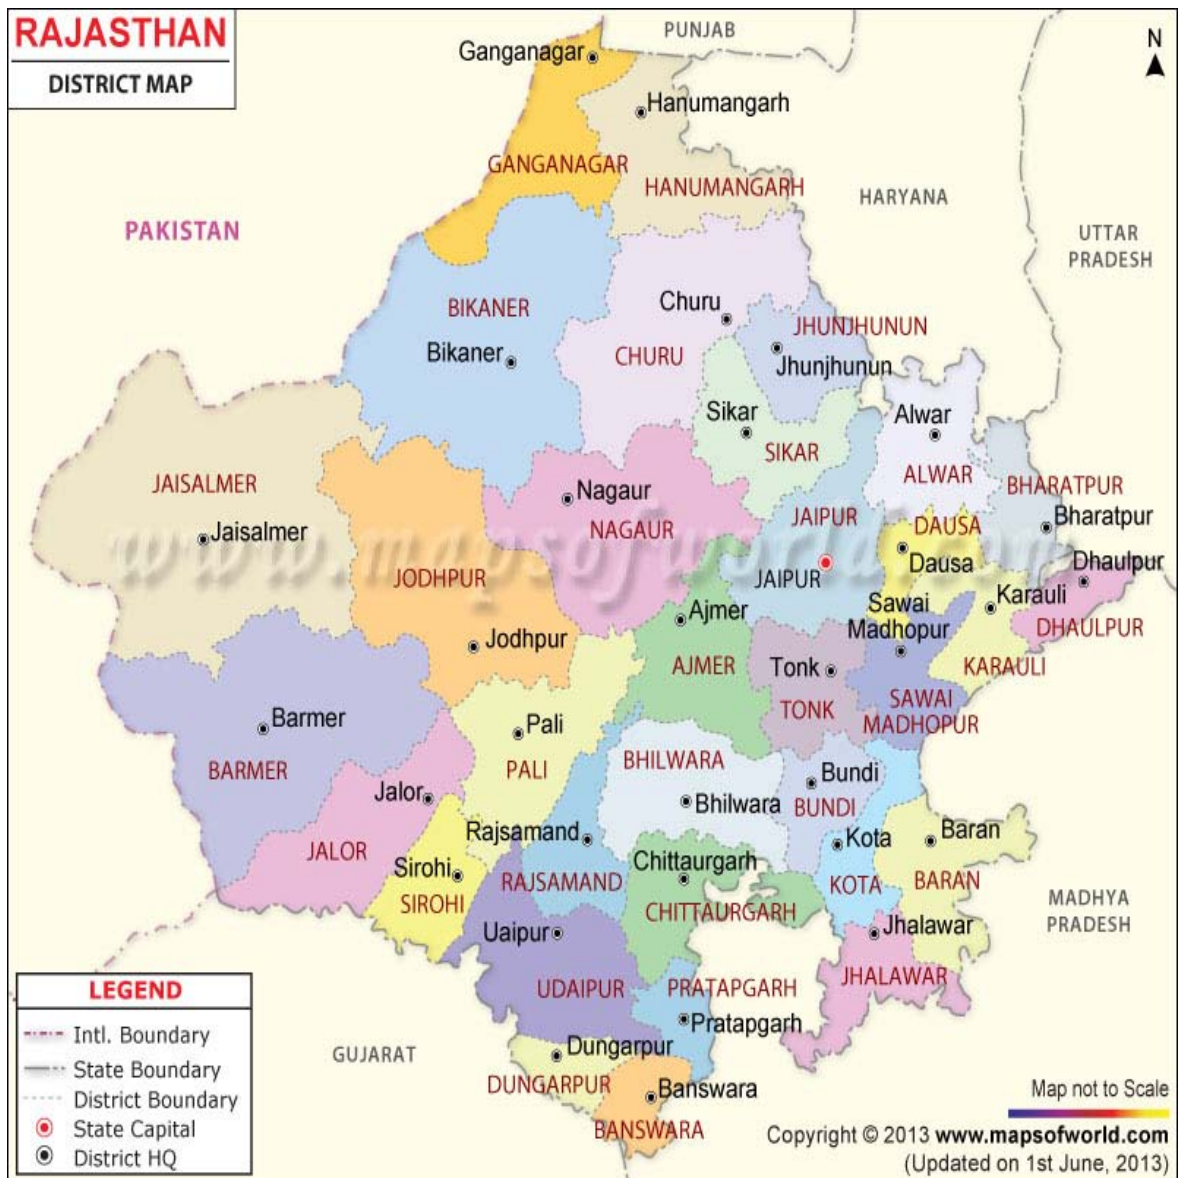 RAJASTHAN
DISTRICT MAP
PUNJAB
N
Ganganagar
Hanumangarh
GANGANAGAR
HANUMANGARH
HARYANA
PAKISTAN
UTTAR
PRADESH
BIKANER
Churu
JHUNJHUNUN
Bikaner
CHURU
Jhunjhunun
Sikar
Alwar
SIKAR
JAISALMER
ALWAR
BHARATPUR
Nagaur
NAGAUR
JAIPUR
DAUSA
Bharatpur
Jaisalmer
www.mapsofworld.com
JODHPUR
JAIPUR
Dausa
Dhaulpur
Ajmer
Sawai
Madhopur
Karauli
DHAULPUR
Jodhpur
AJMER
Tonk
KARAULI
TONK
SAWAI
MADHOPUR
Barmer
Pali
BARMER
PALI
BHILWARA
Bundi
BUNDI
Jalor
Bhilwara
Rajsamand
Kota
Baran
JALOR
Sirohi
Chittaurgarh
SIROHI
RAJSAMAND
KOTA
BARAN
CHITTAURGARH
MADHYA
PRADESH
Uaipur
Jhalawar
UDAIPUR
PRATAPGARH
JHALAWAR
Pratapgarh
GUJARAT
Dungarpur
DUNGARPUR
Banswara
BANSWARA
LEGEND
Intl. Boundary
State Boundary
District Boundary
State Capital
District HQ
Map not to Scale
Copyright © 2013 www.mapsofworld.com
(Updated on 1st June, 2013)